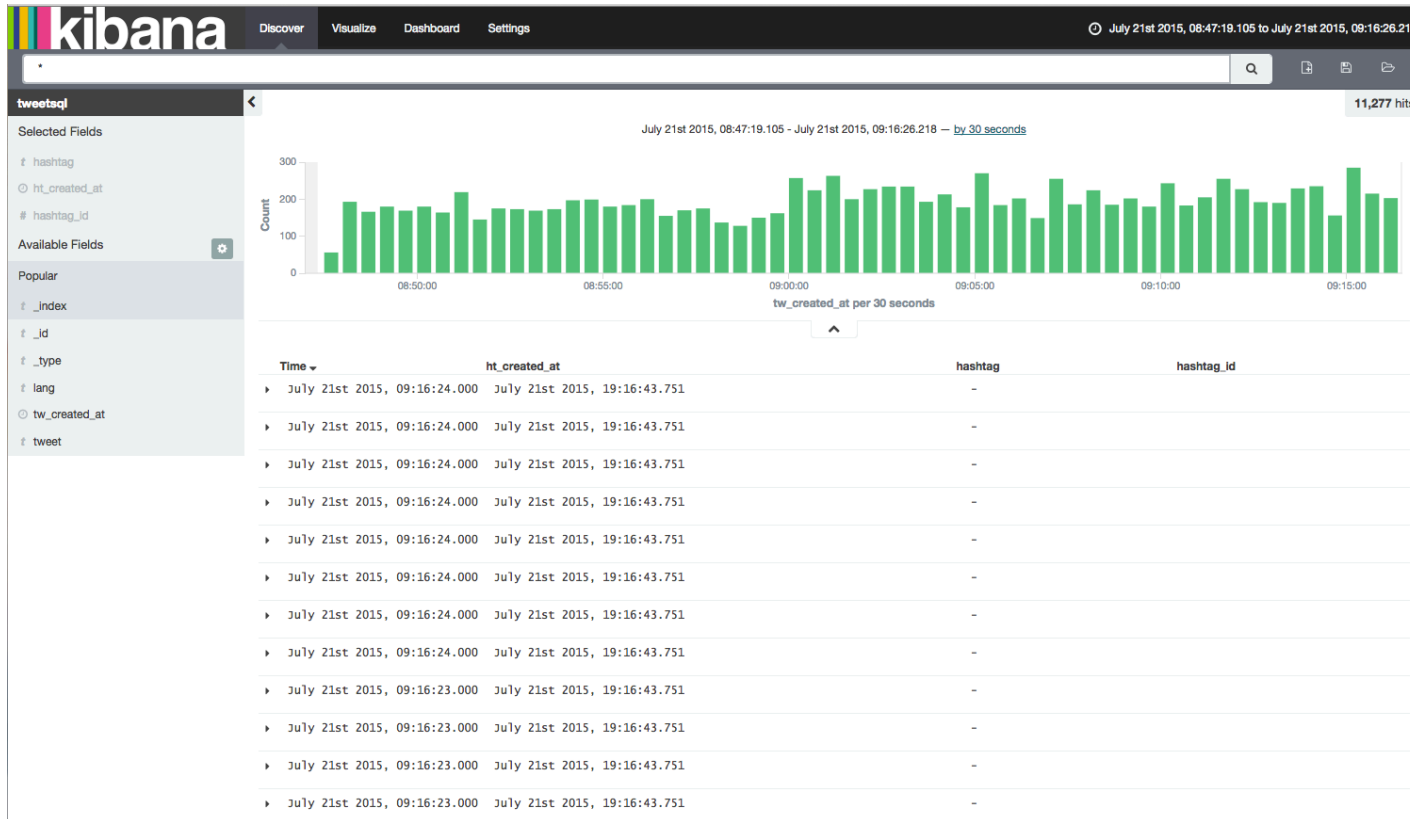 kibana Discover Visualize Dashboard Settings July 21st 2015, 08:47:19.105 to July 21st 2015, 09:16:26.21
*
tweetsql
11,277 hits
Selected Fields
t hashtag
ht_created_at
# hashtag_id
Available Fields
Popular
t _index
t _id
t _type
t lang
tw_created_at
t tweet
July 21st 2015, 08:47:19.105 - July 21st 2015, 09:16:26.218 — by 30 seconds
Count
300
200
100
0
08:50:00 08:55:00 09:00:00 09:05:00 09:10:00 09:15:00
tw_created_at per 30 seconds
Time ht_created_at hashtag hashtag_id
July 21st 2015, 09:16:24.000 July 21st 2015, 19:16:43.751 -
July 21st 2015, 09:16:24.000 July 21st 2015, 19:16:43.751 -
July 21st 2015, 09:16:24.000 July 21st 2015, 19:16:43.751 -
July 21st 2015, 09:16:24.000 July 21st 2015, 19:16:43.751 -
July 21st 2015, 09:16:24.000 July 21st 2015, 19:16:43.751 -
July 21st 2015, 09:16:24.000 July 21st 2015, 19:16:43.751 -
July 21st 2015, 09:16:24.000 July 21st 2015, 19:16:43.751 -
July 21st 2015, 09:16:24.000 July 21st 2015, 19:16:43.751 -
July 21st 2015, 09:16:23.000 July 21st 2015, 19:16:43.751 -
July 21st 2015, 09:16:23.000 July 21st 2015, 19:16:43.751 -
July 21st 2015, 09:16:23.000 July 21st 2015, 19:16:43.751 -
July 21st 2015, 09:16:23.000 July 21st 2015, 19:16:43.751 -